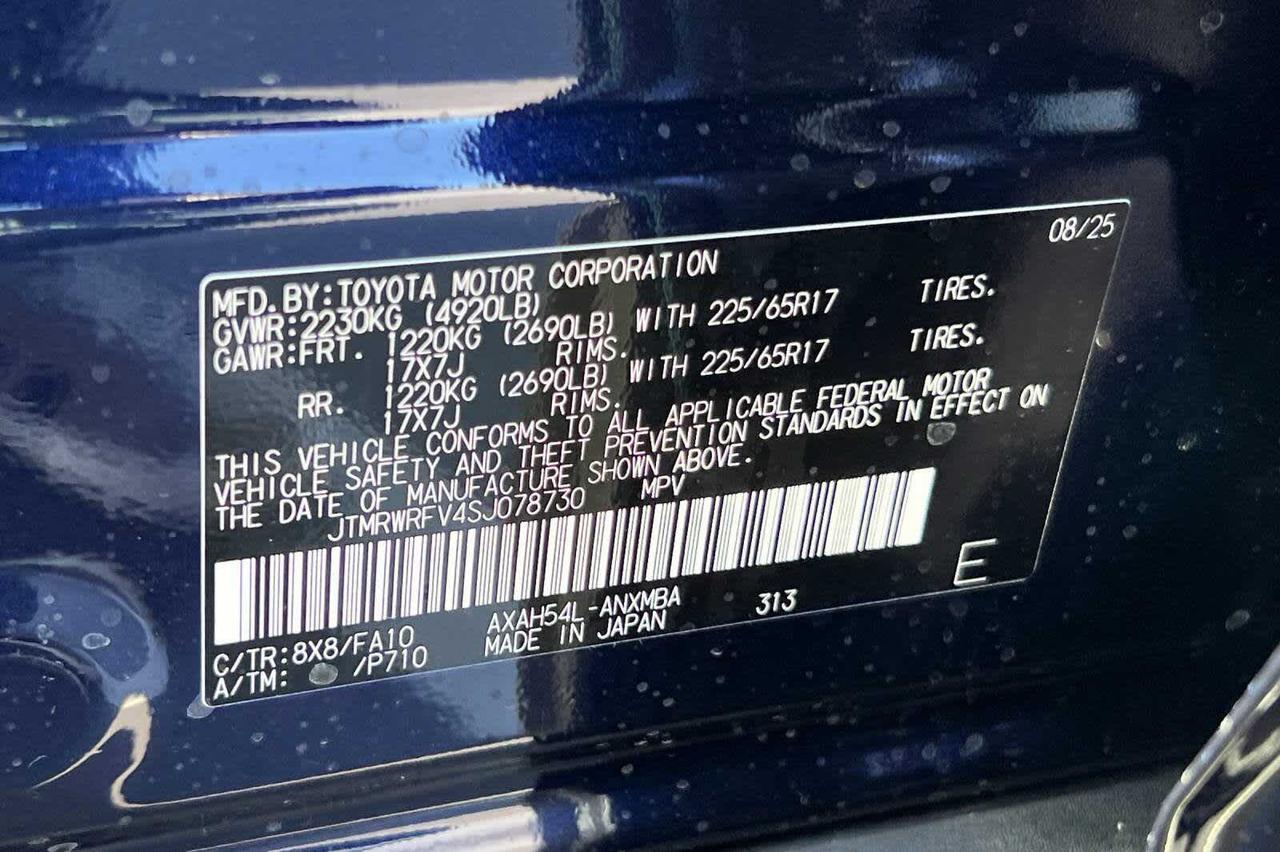 08/25
MFD.BY:TOYOTA MOTOR CORPORATION
GVWR:2230KG (4920LB)
GAWR:FRT. 1220KG (2690LB) WITH 225/65R17 TIRES.
17X7J RIMS.
RR. 1220KG (2690LB) WITH 225/65R17 TIRES.
17X7J RIMS.
THIS VEHICLE CONFORMS TO ALL APPLICABLE FEDERAL MOTOR
VEHICLE SAFETY AND THEFT PREVENTION STANDARDS IN EFFECT ON
THE DATE OF MANUFACTURE SHOWN ABOVE.
JTMRWRFV4SJ078730 MPV
C/TR:8X8/FA10 AXAH54L-ANXMBA 313 E
A/TM: /P710 MADE IN JAPAN